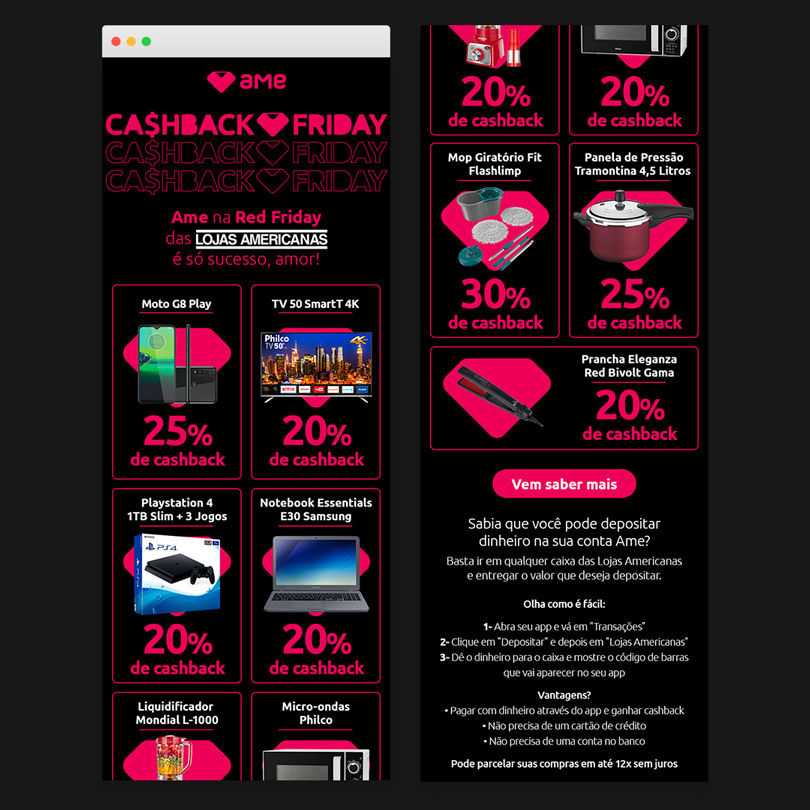 ame
CA$HBACK FRIDAY
CA$HBACK FRIDAY
CA$HBACK FRIDAY
Ame na Red Friday
das LOJAS AMERICANAS
é só sucesso, amor!
Moto G8 Play
TV 50 SmartT 4K
Philco
TV 50"
4K
NETFLIX
25%
de cashback
20%
de cashback
Playstation 4
1TB Slim + 3 Jogos
Notebook Essentials
E30 Samsung
PS4
20%
de cashback
20%
de cashback
Liquidificador
Mondial L-1000
Micro-ondas
Philco
20%
de cashback
20%
de cashback
Mop Giratório Fit
Flashlimp
Panela de Pressão
Tramontina 4,5 Litros
30%
de cashback
25%
de cashback
Prancha Eleganza
Red Bivolt Gama
20%
de cashback
Vem saber mais
Sabia que você pode depositar
dinheiro na sua conta Ame?
Basta ir em qualquer caixa das Lojas Americanas
e entregar o valor que deseja depositar.
Olha como é fácil:
1- Abra seu app e vá em "Transações"
2- Clique em "Depositar" e depois em "Lojas Americanas"
3- Dê o dinheiro para o caixa e mostre o código de barras
que vai aparecer no seu app
Vantagens?
• Pagar com dinheiro através do app e ganhar cashback
• Não precisa de um cartão de crédito
• Não precisa de uma conta no banco
Pode parcelar suas compras em até 12x sem juros